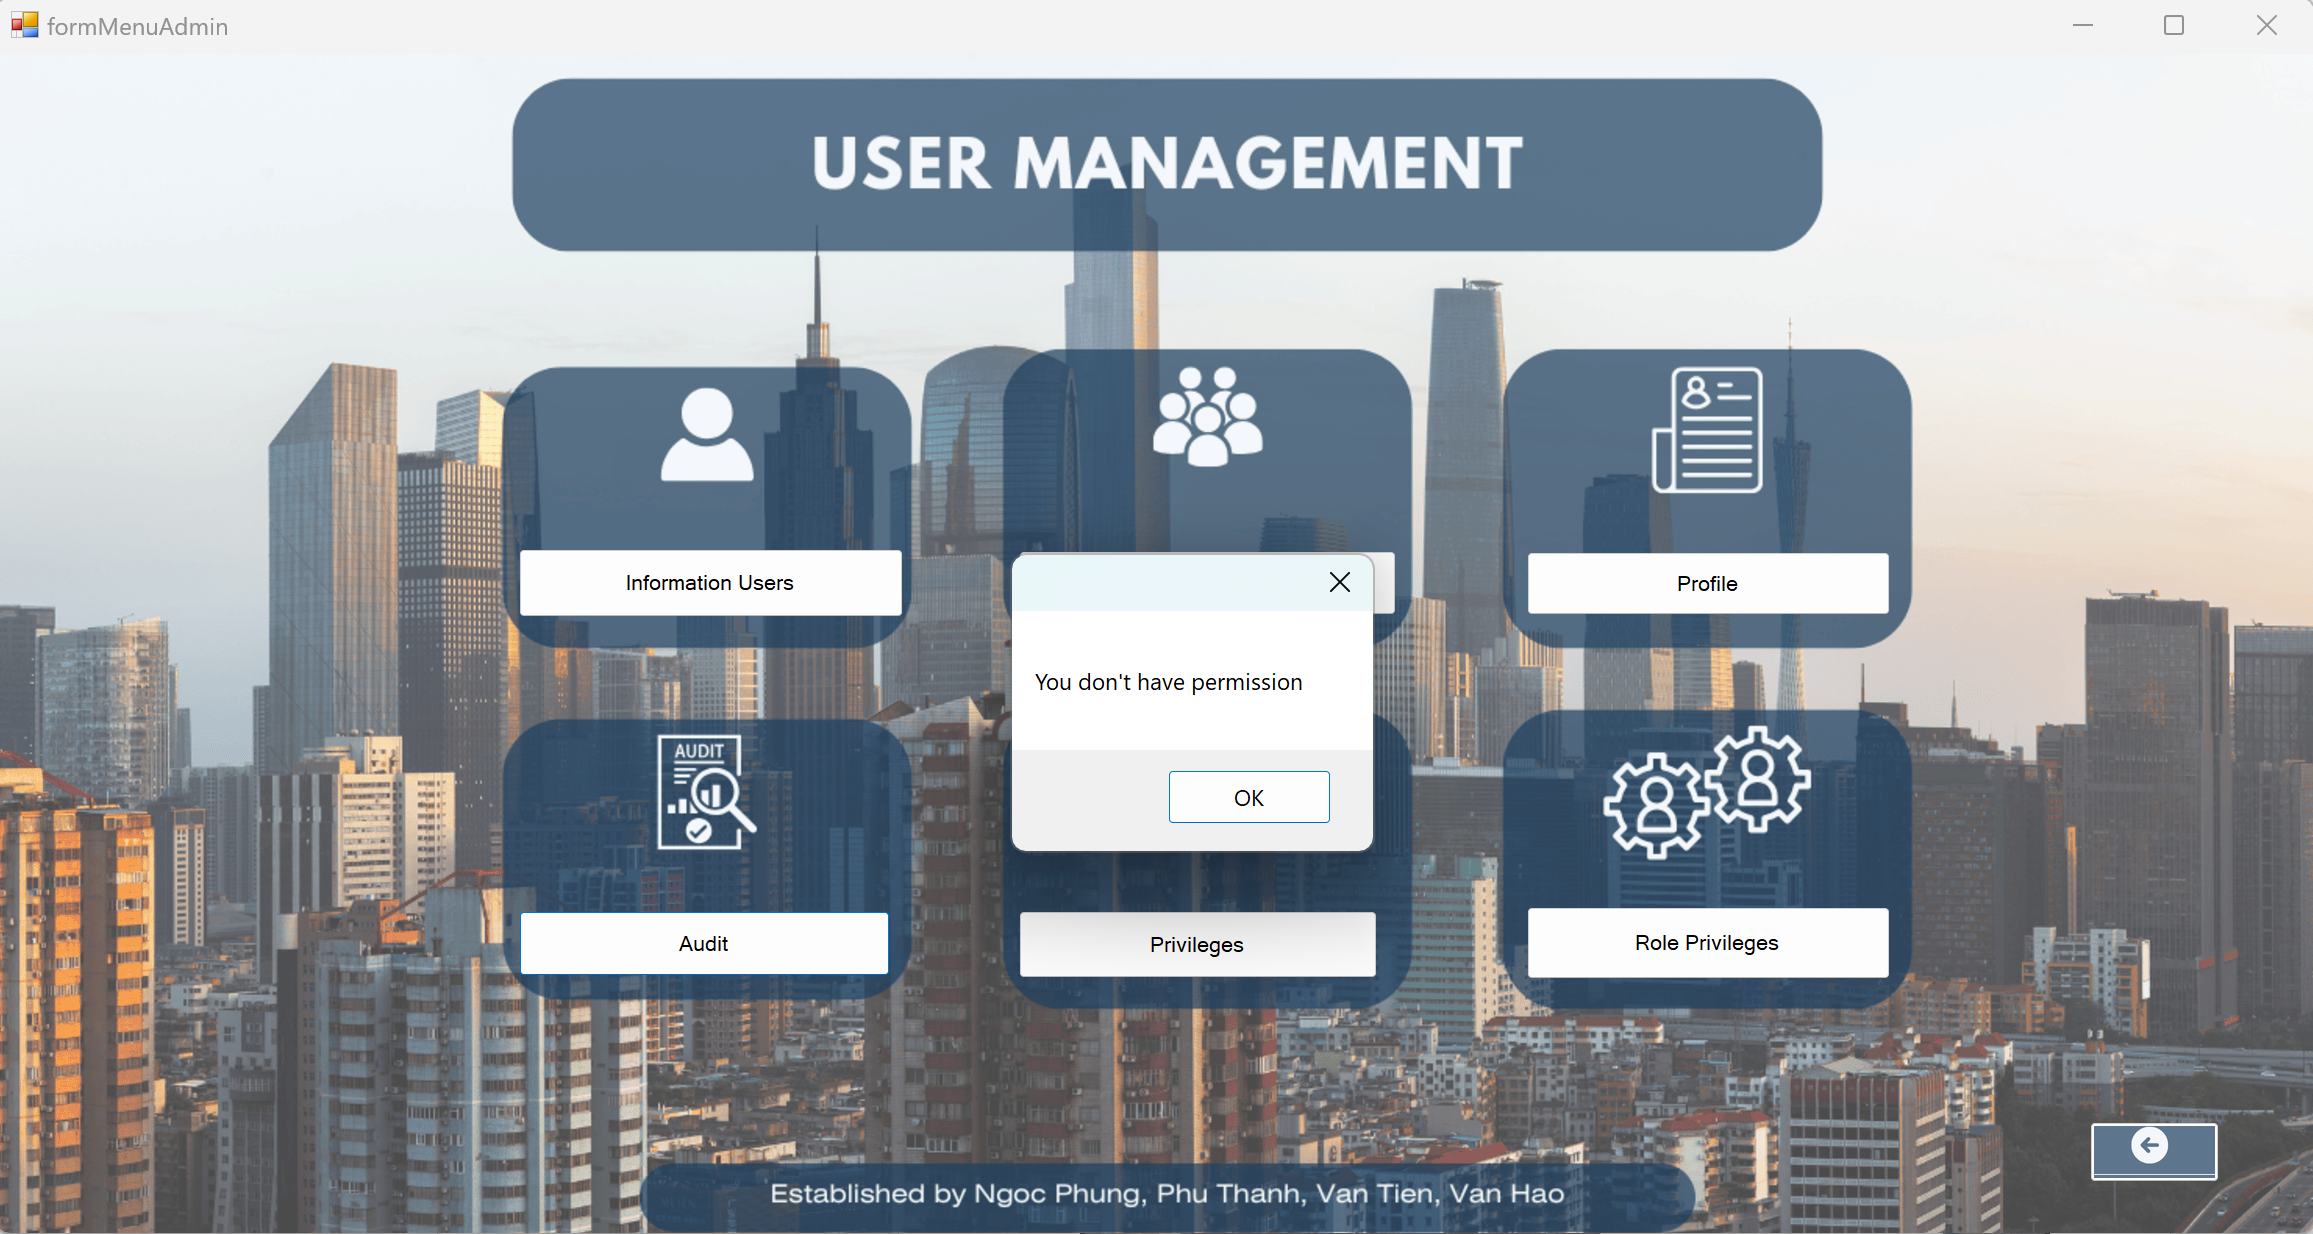 formMenuAdmin
USER MANAGEMENT
Information Users
Profile
You don't have permission
OK
AUDIT
Audit
Privileges
Role Privileges
Established by Ngoc Phung, Phu Thanh, Van Tien, Van Hao